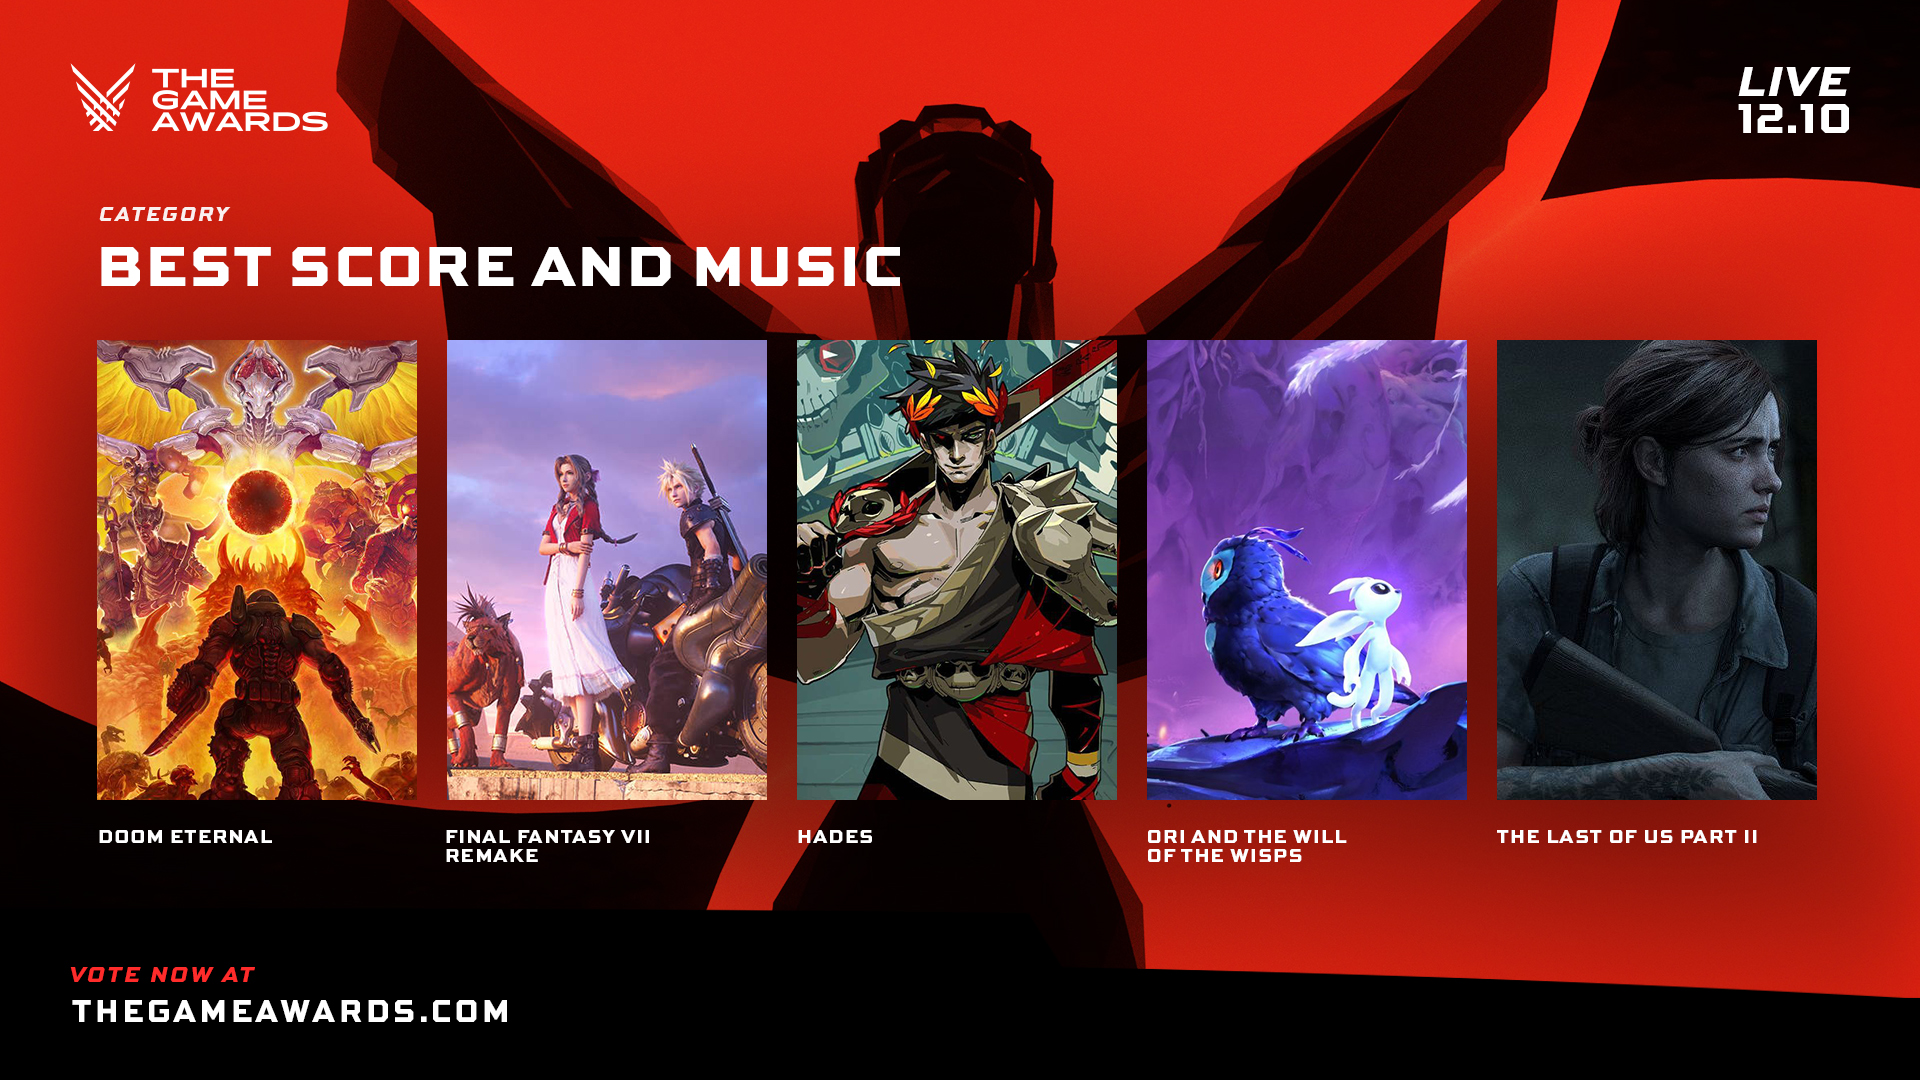 THE
GAME
AWARDS
LIVE
12.10
CATEGORY
BEST SCORE AND MUSIC
DOOM ETERNAL
FINAL FANTASY VII
REMAKE
HADES
ORI AND THE WILL
OF THE WISPS
THE LAST OF US PART II
VOTE NOW AT
THEGAMEAWARDS.COM